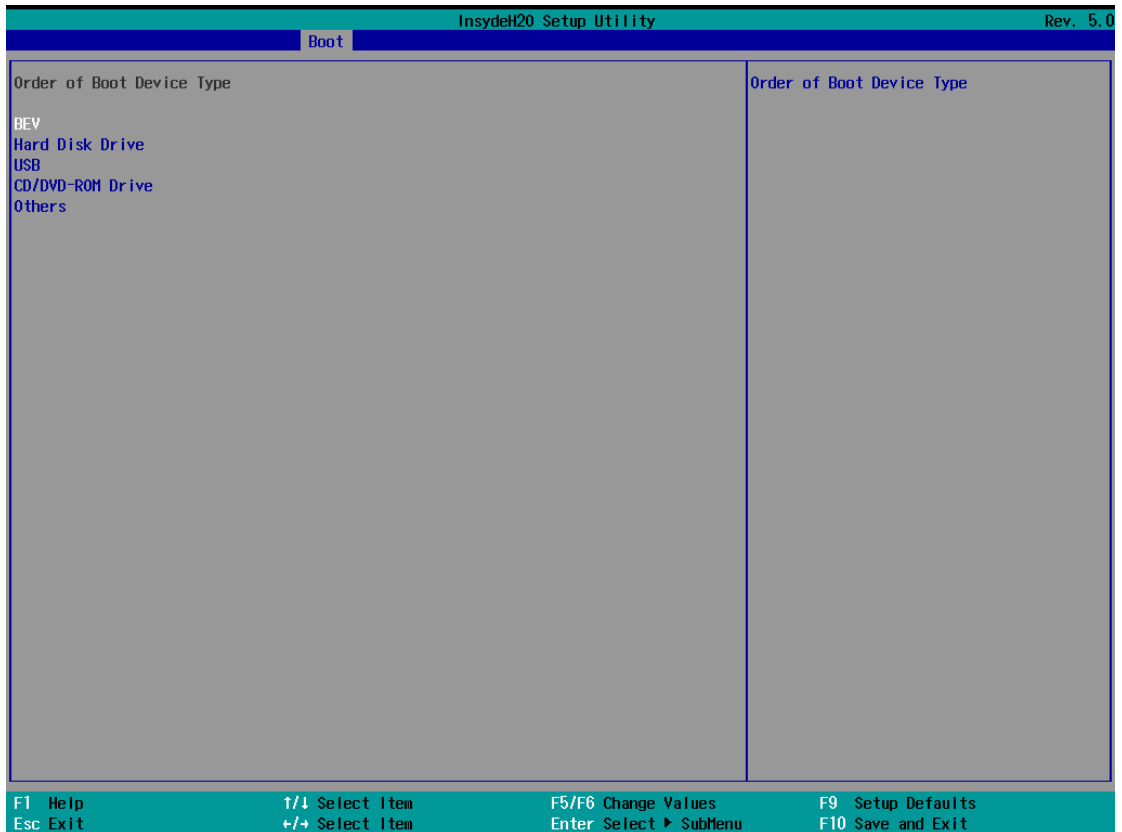 InsydeH20 Setup Utility Rev. 5.0
Boot
Order of Boot Device Type
BEV
Hard Disk Drive
USB
CD/DVD-ROM Drive
Others
Order of Boot Device Type
F1 Help ↑/↓ Select Item F5/F6 Change Values F9 Setup Defaults
Esc Exit ←/→ Select Item Enter Select ▶ SubMenu F10 Save and Exit